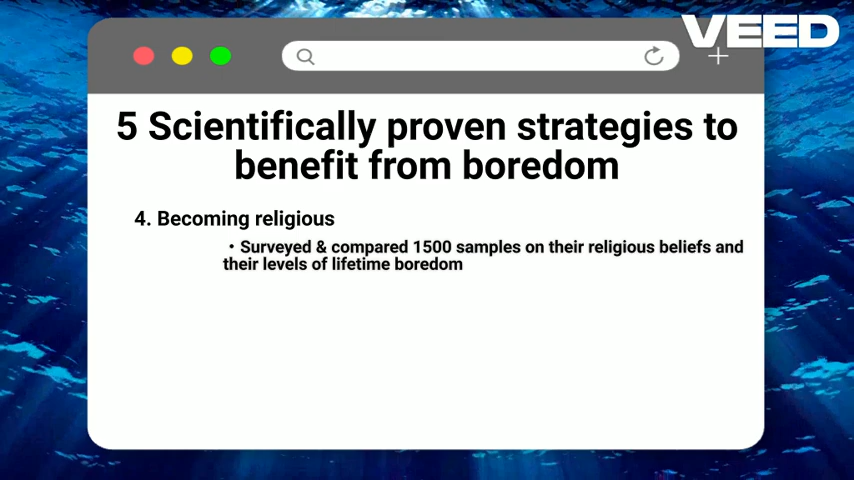 VEED
5 Scientifically proven strategies to
benefit from boredom
4. Becoming religious
• Surveyed & compared 1500 samples on their religious beliefs and
their levels of lifetime boredom